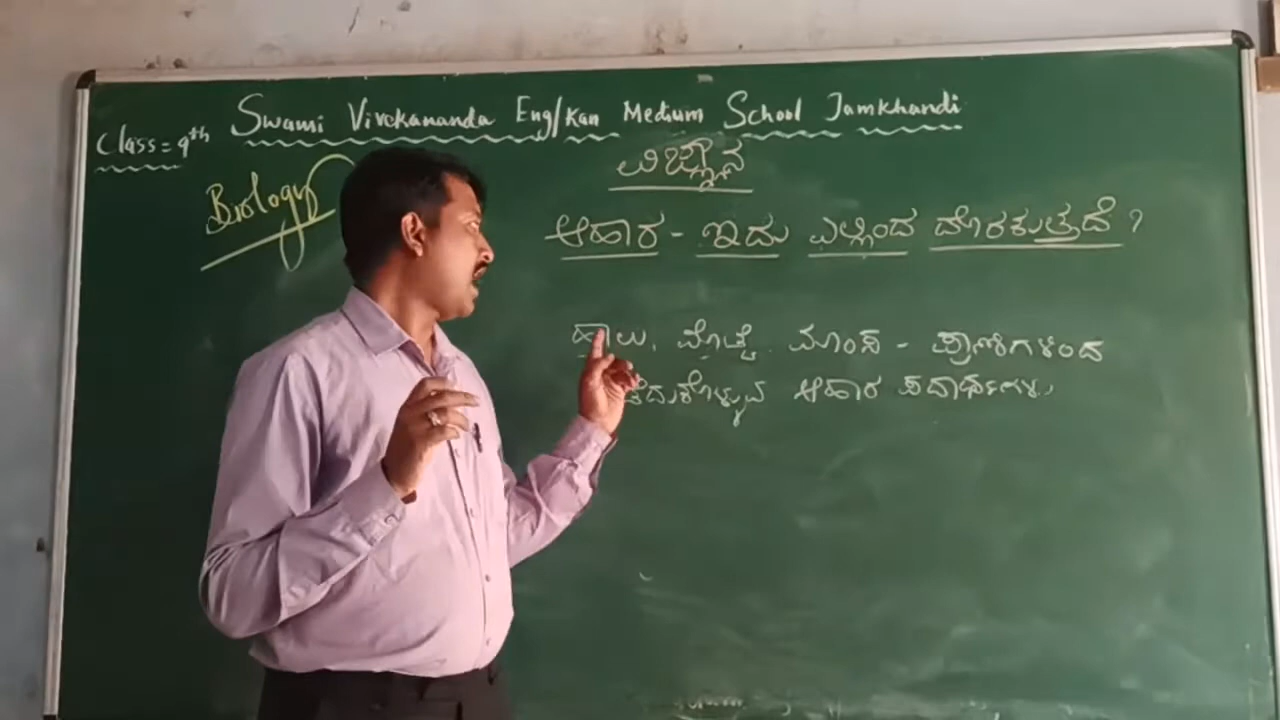 Swami Vivekananda Eng/Kan Medium School Jamkhandi
Class = 9th
Biology
ವಿಜ್ಞಾನ
ಆಹಾರ - ಇದು ಎಲ್ಲಿಂದ ದೊರಕುತ್ತದೆ ?
ಹಾಲು, ಮೊಟ್ಟೆ ಮಾಂಸ - ಪ್ರಾಣಿಗಳಿಂದ
ಆಹಾರ ಪದಾರ್ಥಗಳು